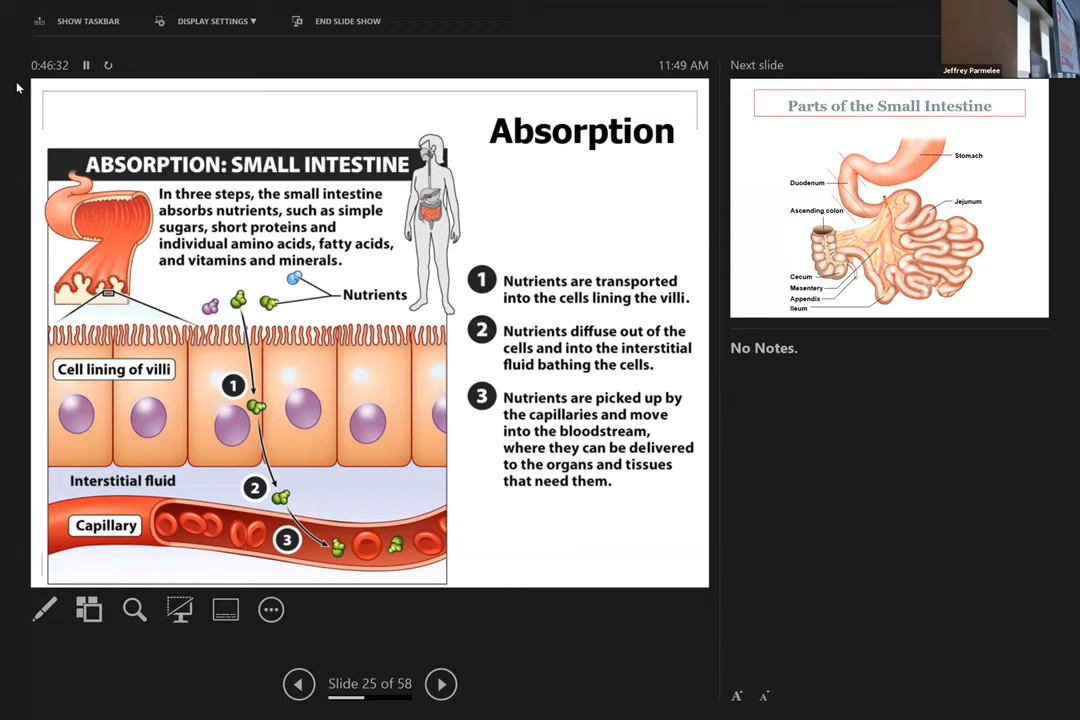 SHOW TASKBAR
DISPLAY SETTINGS ▼
END SLIDE SHOW
Jeffrey Parmelee
0:46:32
11:49 AM
Next slide
Absorption
ABSORPTION: SMALL INTESTINE
In three steps, the small intestine
absorbs nutrients, such as simple
sugars, short proteins and
individual amino acids, fatty acids,
and vitamins and minerals.
Nutrients
Cell lining of villi
1
Interstitial fluid
2
Capillary
3
1 Nutrients are transported
into the cells lining the villi.
2 Nutrients diffuse out of the
cells and into the interstitial
fluid bathing the cells.
3 Nutrients are picked up by
the capillaries and move
into the bloodstream,
where they can be delivered
to the organs and tissues
that need them.
Parts of the Small Intestine
Stomach
Duodenum
Jejunum
Ascending colon
Cecum
Mesentery
Appendix
Ileum
No Notes.
Slide 25 of 58
A A